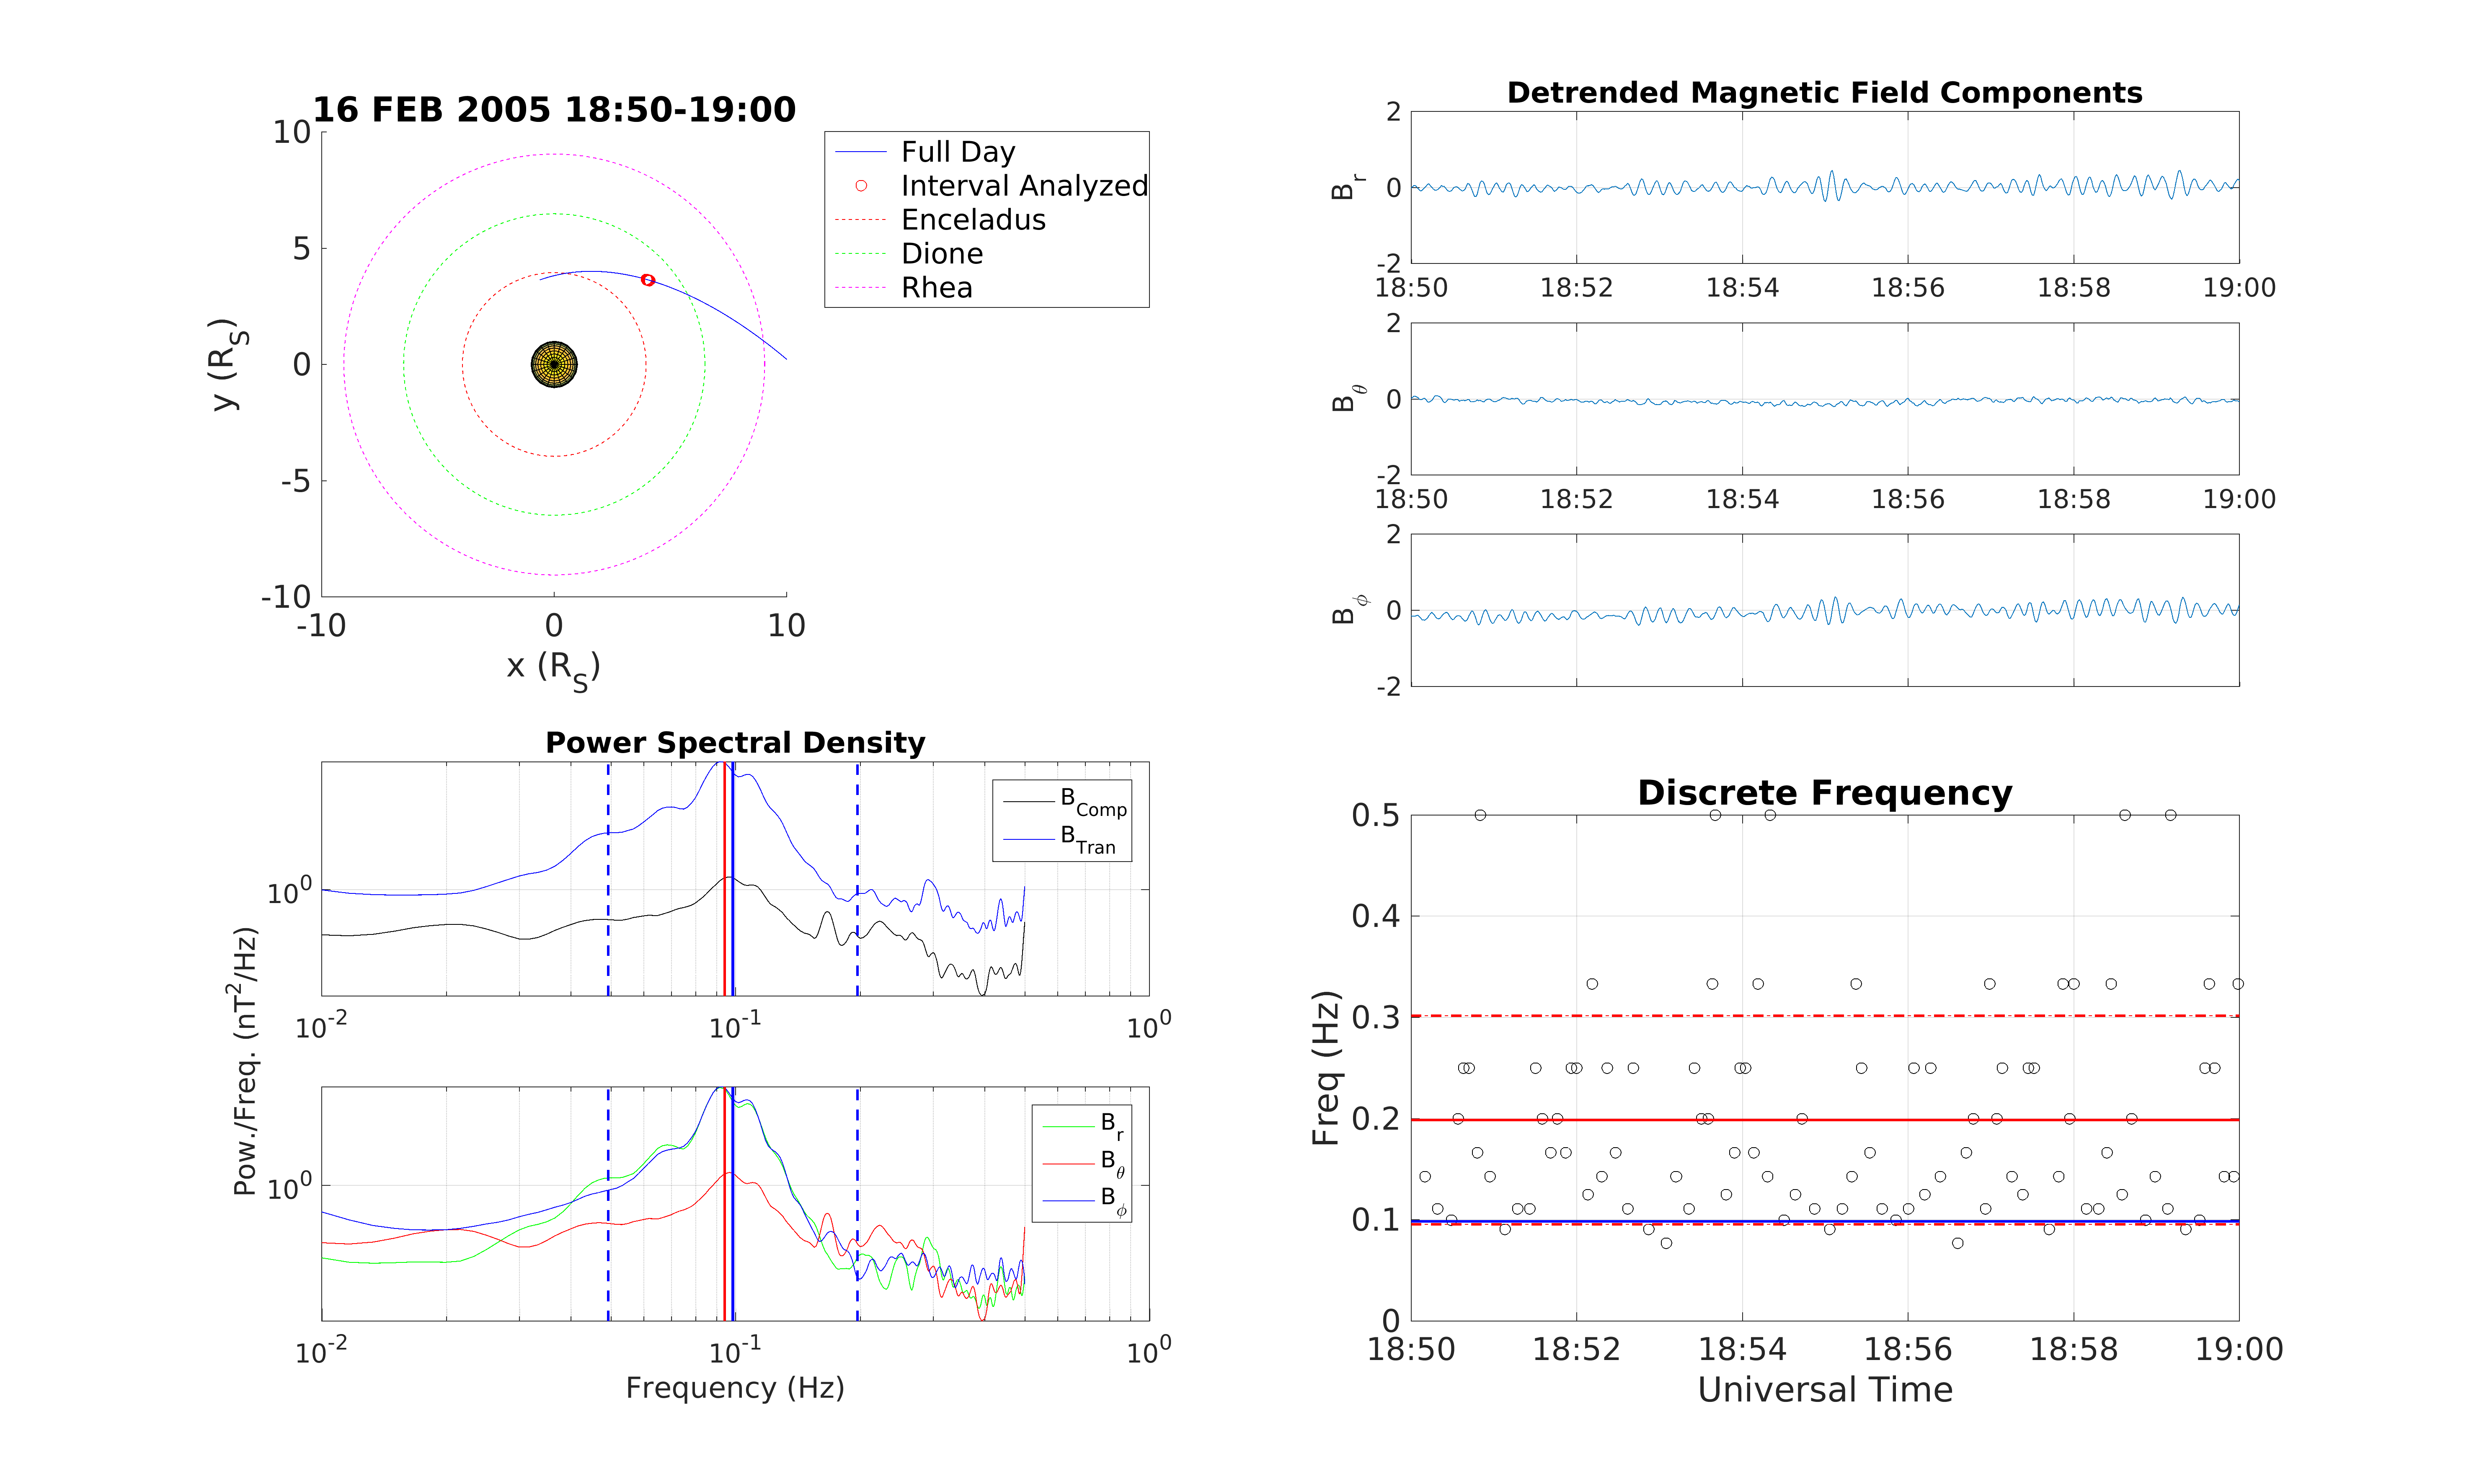 16 FEB 2005 18:50-19:00
10
5
0
-5
-10
-10 0 10
y (R_S)
x (R_S)
Full Day
Interval Analyzed
Enceladus
Dione
Rhea
Detrended Magnetic Field Components
2
0
-2
B_r
18:50 18:52 18:54 18:56 18:58 19:00
2
0
-2
B_θ
18:50 18:52 18:54 18:56 18:58 19:00
2
0
-2
B_ϕ
Power Spectral Density
10^0
B_Comp
B_Tran
10^-2 10^-1 10^0
Pow./Freq. (nT^2/Hz)
10^0
B_r
B_θ
B_ϕ
10^-2 10^-1 10^0
Frequency (Hz)
Discrete Frequency
0.5
0.4
0.3
0.2
0.1
0
Freq (Hz)
18:50 18:52 18:54 18:56 18:58 19:00
Universal Time